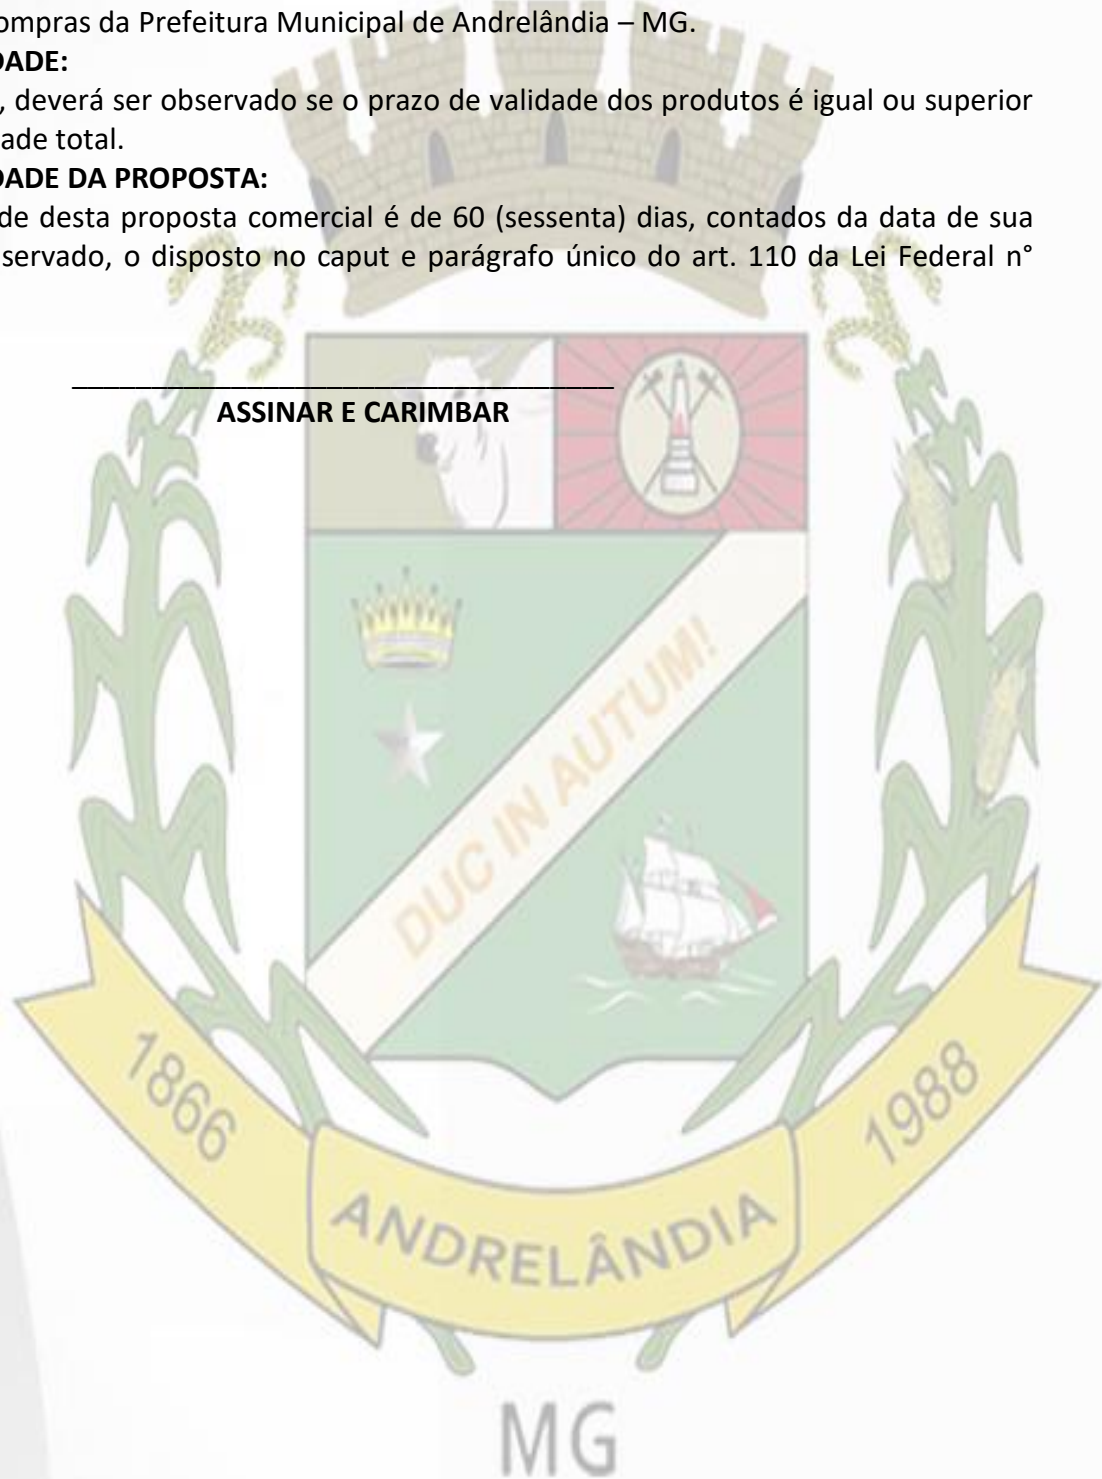 ompras da Prefeitura Municipal de Andrelândia – MG.
DADE:
, deverá ser observado se o prazo de validade dos produtos é igual ou superior
ade total.
DADE DA PROPOSTA:
de desta proposta comercial é de 60 (sessenta) dias, contados da data de sua
servado, o disposto no caput e parágrafo único do art. 110 da Lei Federal n°
ASSINAR E CARIMBAR
DUC IN AUTUM!
1866
ANDRELÂNDIA
1988
MG